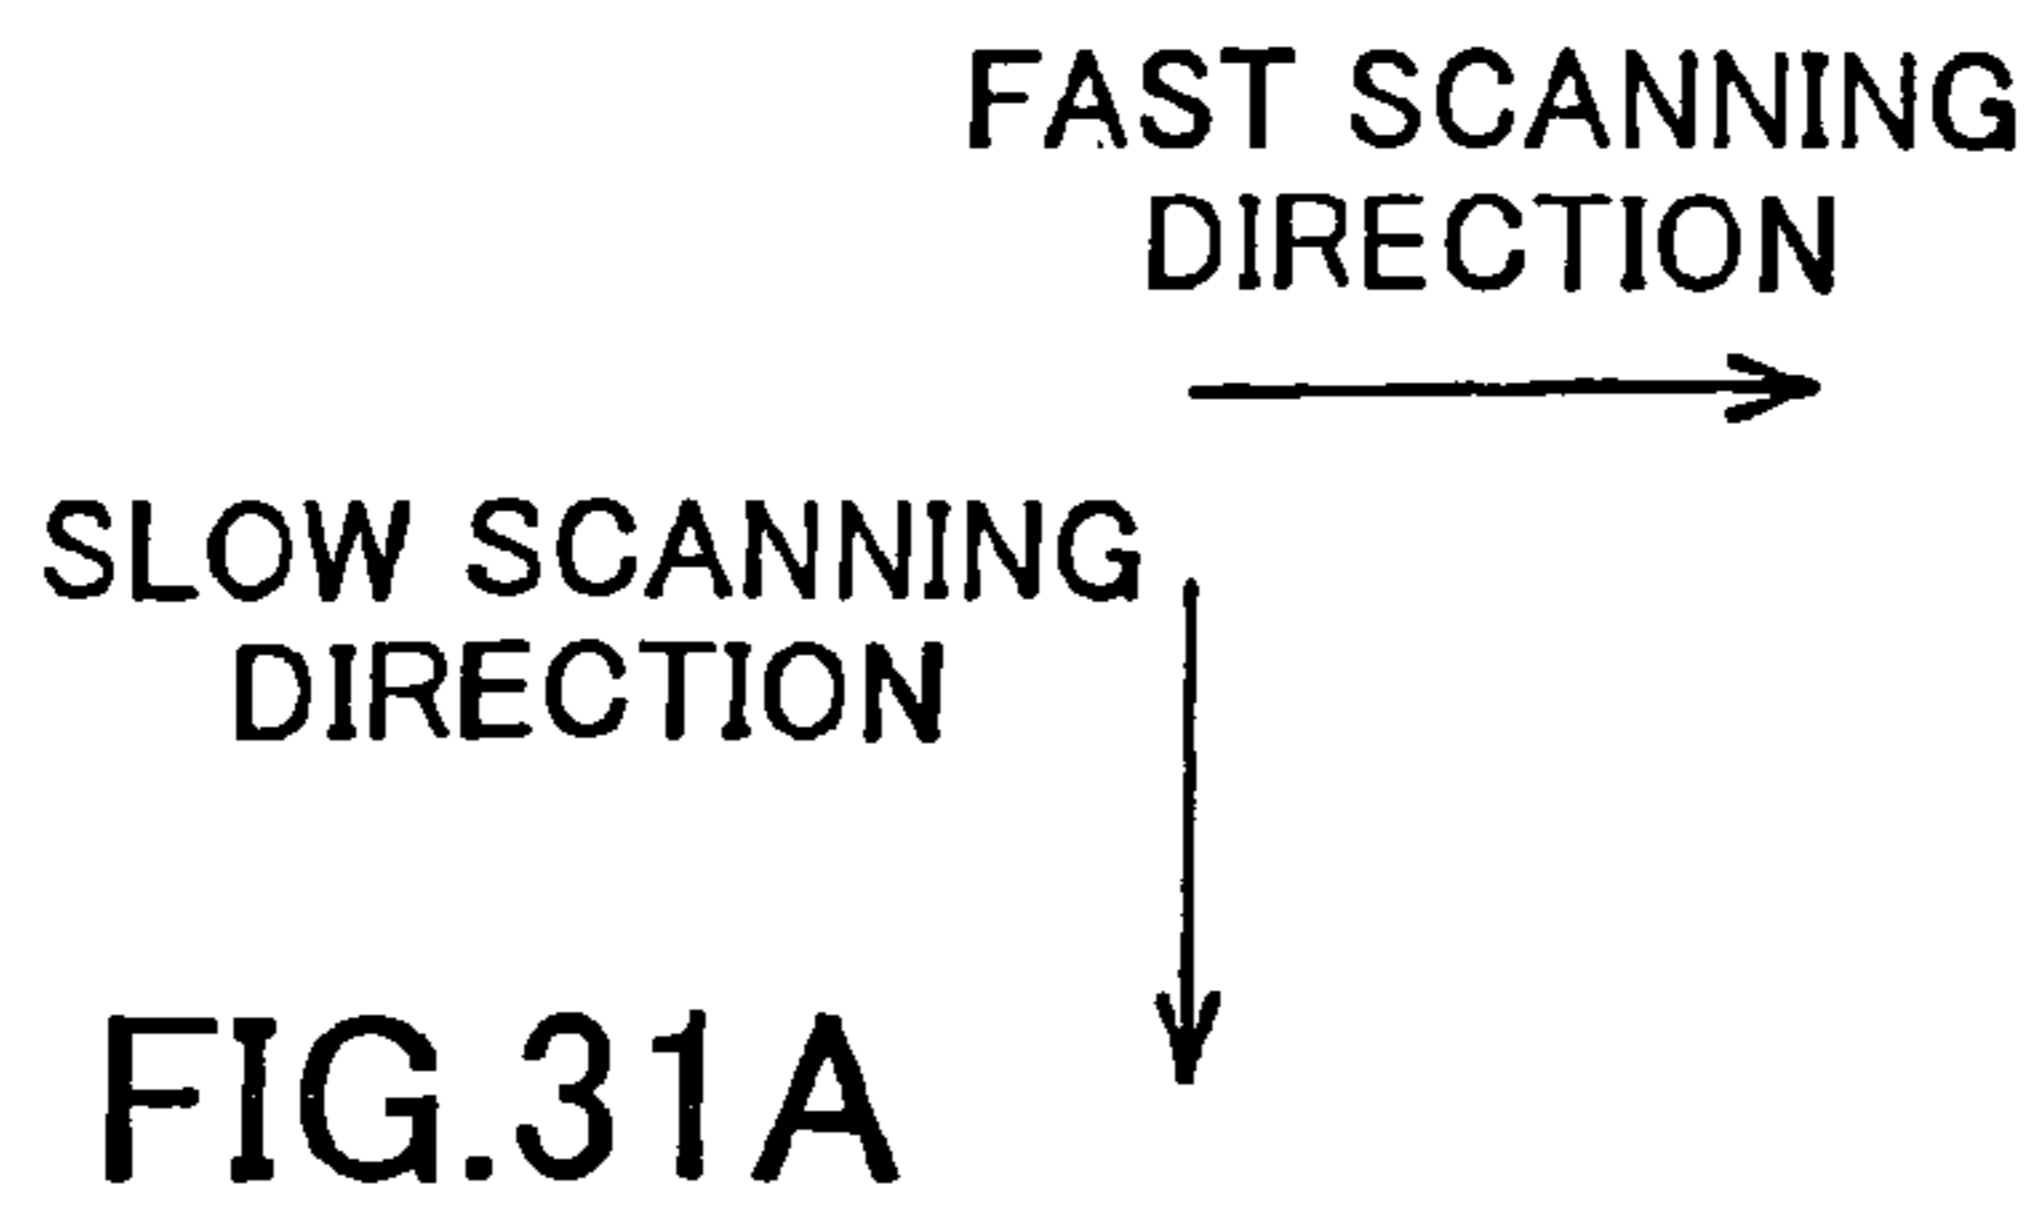 FAST SCANNING
DIRECTION
SLOW SCANNING
DIRECTION
FIG.31A